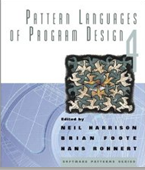 PATTERN LANGUAGES
OF PROGRAM DESIGN
4
Edited by
NEIL HARRISON
BRIAN FOOTE
HANS ROHNERT
SOFTWARE PATTERNS SERIES